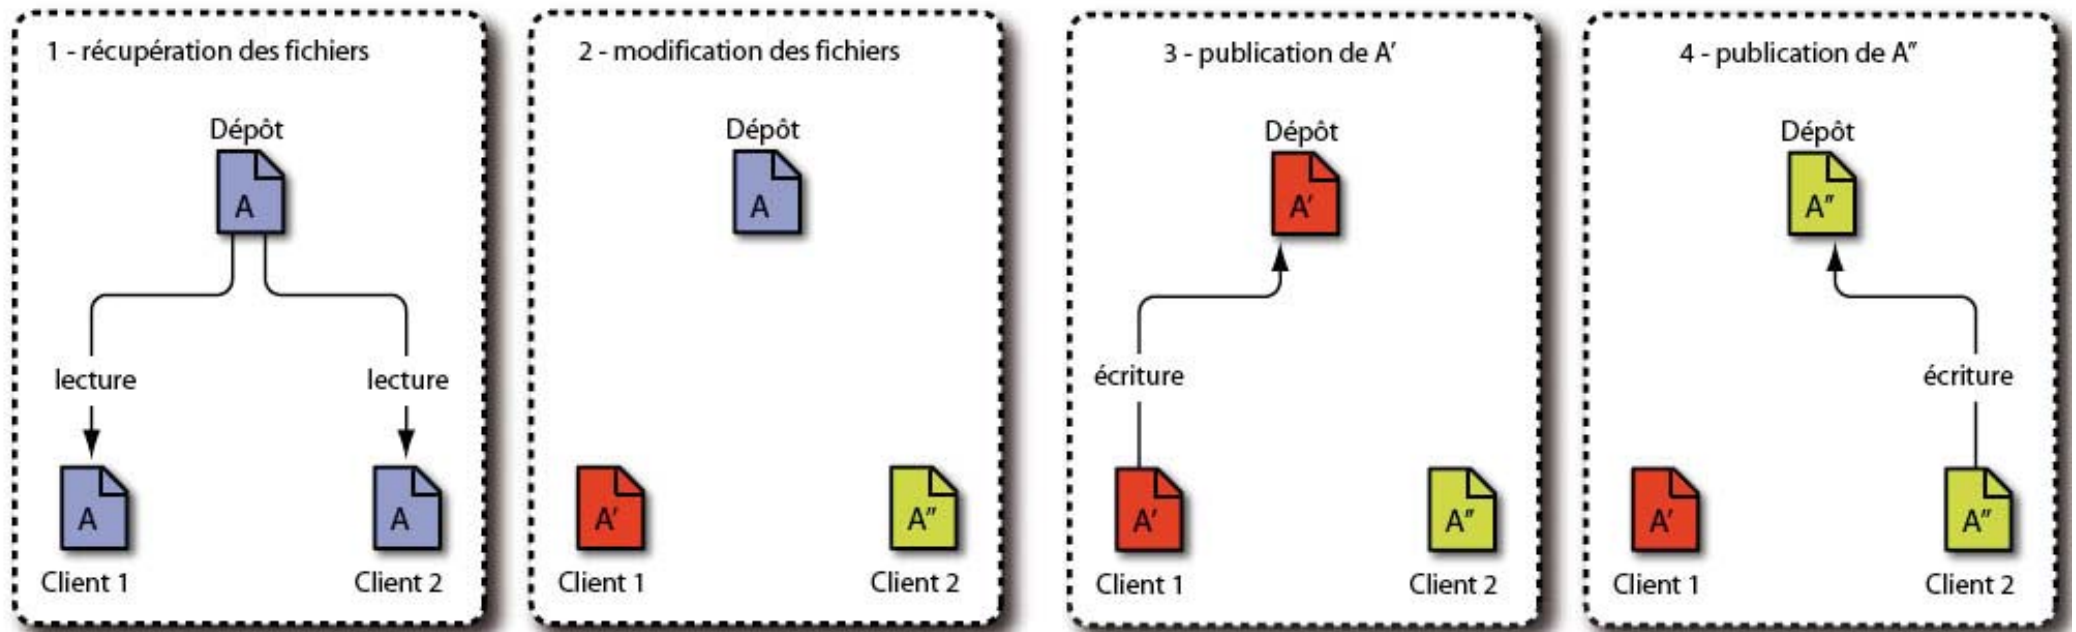 1 - récupération des fichiers
Dépôt
A
lecture
lecture
A
A
Client 1
Client 2
2 - modification des fichiers
Dépôt
A
A'
A"
Client 1
Client 2
3 - publication de A'
Dépôt
A'
écriture
A'
A"
Client 1
Client 2
4 - publication de A"
Dépôt
A"
écriture
A'
A"
Client 1
Client 2